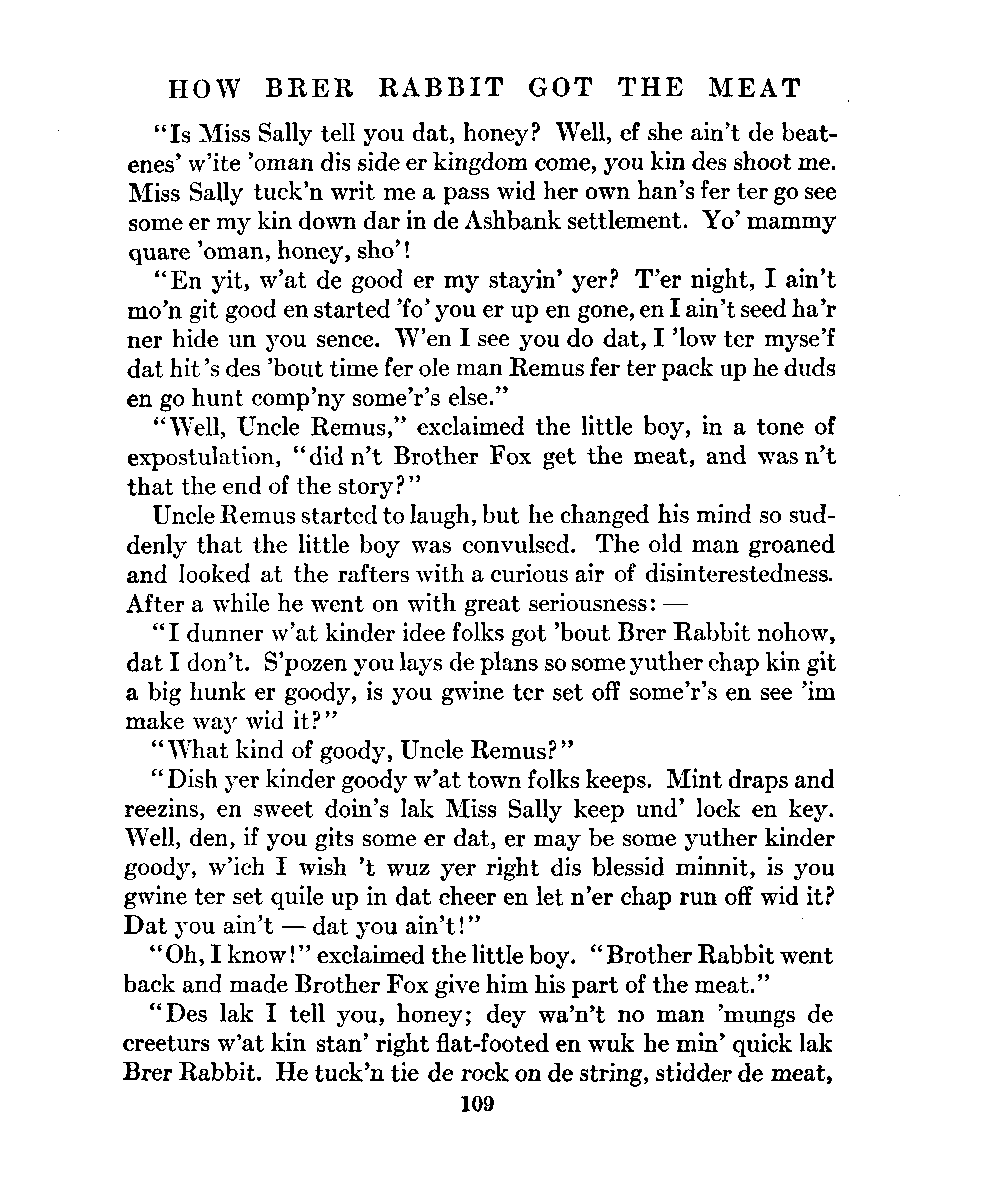 HOW BRER RABBIT GOT THE MEAT
"Is Miss Sally tell you dat, honey? Well, ef she ain't de beat-
enes' w'ite 'oman dis side er kingdom come, you kin des shoot me.
Miss Sally tuck'n writ me a pass wid her own han's fer ter go see
some er my kin down dar in de Ashbank settlement. Yo' mammy
quare 'oman, honey, sho'!
"En yit, w'at de good er my stayin' yer? T'er night, I ain't
mo'n git good en started 'fo' you er up en gone, en I ain't seed ha'r
ner hide un you sence. W'en I see you do dat, I 'low ter myse'f
dat hit's des 'bout time fer ole man Remus fer ter pack up he duds
en go hunt comp'ny some'r's else."
"Well, Uncle Remus," exclaimed the little boy, in a tone of
expostulation, "did n't Brother Fox get the meat, and was n't
that the end of the story?"
Uncle Remus started to laugh, but he changed his mind so sud-
denly that the little boy was convulsed. The old man groaned
and looked at the rafters with a curious air of disinterestedness.
After a while he went on with great seriousness: —
"I dunner w'at kinder idee folks got 'bout Brer Rabbit nohow,
dat I don't. S'pozen you lays de plans so some yuther chap kin git
a big hunk er goody, is you gwine ter set off some'r's en see 'im
make way wid it?"
"What kind of goody, Uncle Remus?"
"Dish yer kinder goody w'at town folks keeps. Mint draps and
reezins, en sweet doin's lak Miss Sally keep und' lock en key.
Well, den, if you gits some er dat, er may be some yuther kinder
goody, w'ich I wish 't wuz yer right dis blessid minnit, is you
gwine ter set quile up in dat cheer en let n'er chap run off wid it?
Dat you ain't — dat you ain't!"
"Oh, I know!" exclaimed the little boy. "Brother Rabbit went
back and made Brother Fox give him his part of the meat."
"Des lak I tell you, honey; dey wa'n't no man 'mungs de
creeturs w'at kin stan' right flat-footed en wuk he min' quick lak
Brer Rabbit. He tuck'n tie de rock on de string, stidder de meat,
109